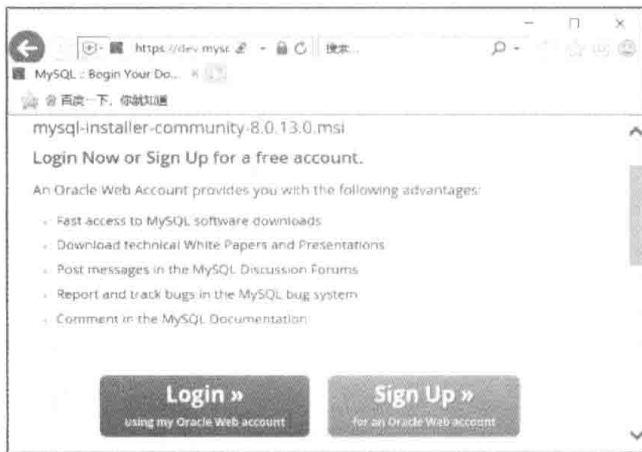 https://dev.mysc
搜索...
MySQL :: Begin Your Do...
百度一下，你就知道
mysql-installer-community-8.0.13.0.msi
Login Now or Sign Up for a free account.
An Oracle Web Account provides you with the following advantages:
Fast access to MySQL software downloads
Download technical White Papers and Presentations
Post messages in the MySQL Discussion Forums
Report and track bugs in the MySQL bug system
Comment in the MySQL Documentation
Login »
using my Oracle Web account
Sign Up »
for an Oracle Web account